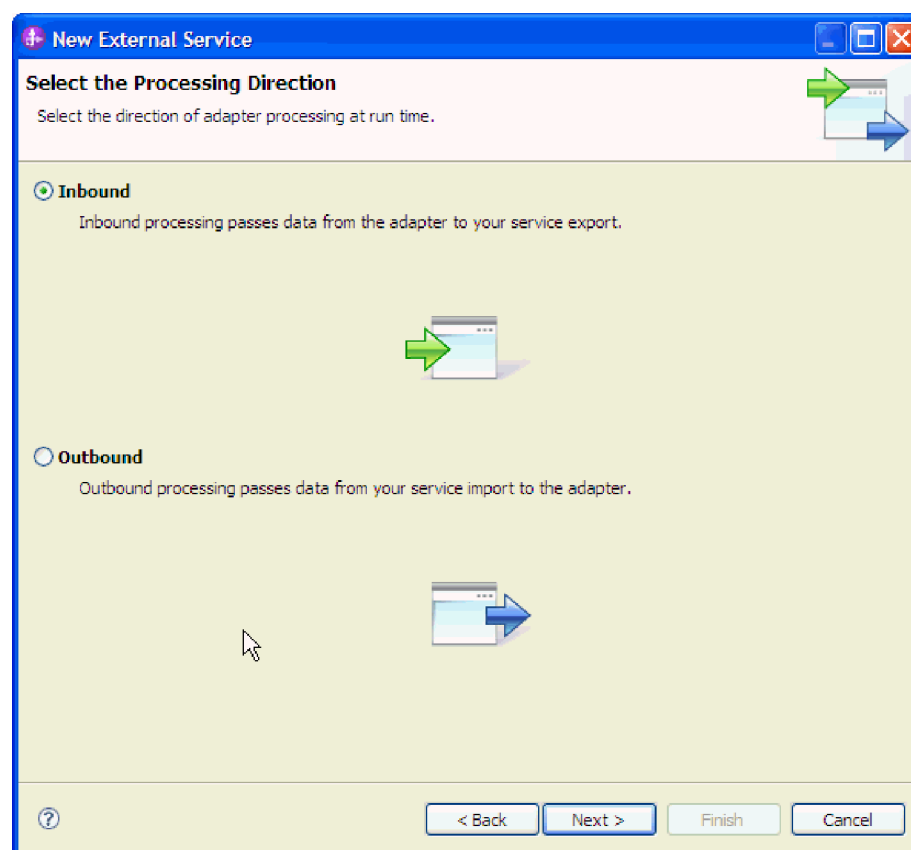 New External Service
Select the Processing Direction
Select the direction of adapter processing at run time.
Inbound
Inbound processing passes data from the adapter to your service export.
Outbound
Outbound processing passes data from your service import to the adapter.
< Back
Next >
Finish
Cancel